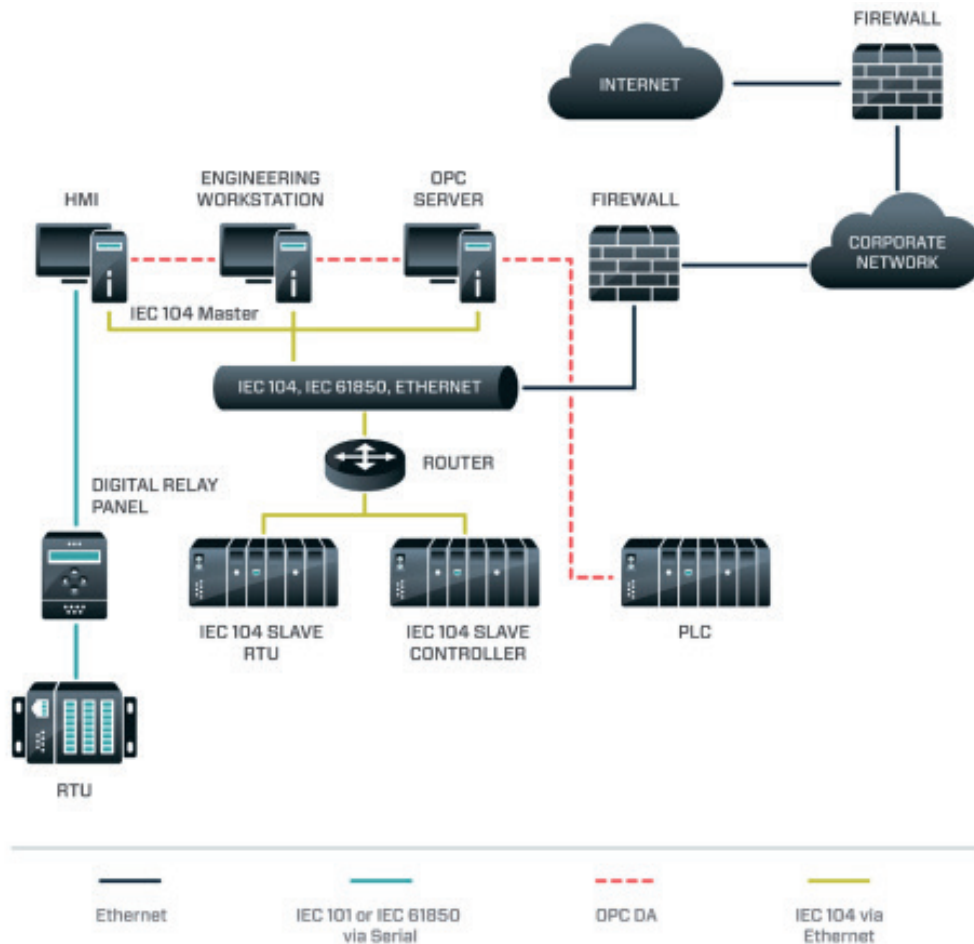 FIREWALL
INTERNET
ENGINEERING
WORKSTATION
OPC
SERVER
HMI
FIREWALL
CORPORATE
NETWORK
IEC 104 Master
IEC 104, IEC 61850, ETHERNET
ROUTER
DIGITAL RELAY
PANEL
IEC 104 SLAVE
RTU
IEC 104 SLAVE
CONTROLLER
PLC
RTU
Ethernet
IEC 101 or IEC 61850
via Serial
OPC DA
IEC 104 via
Ethernet